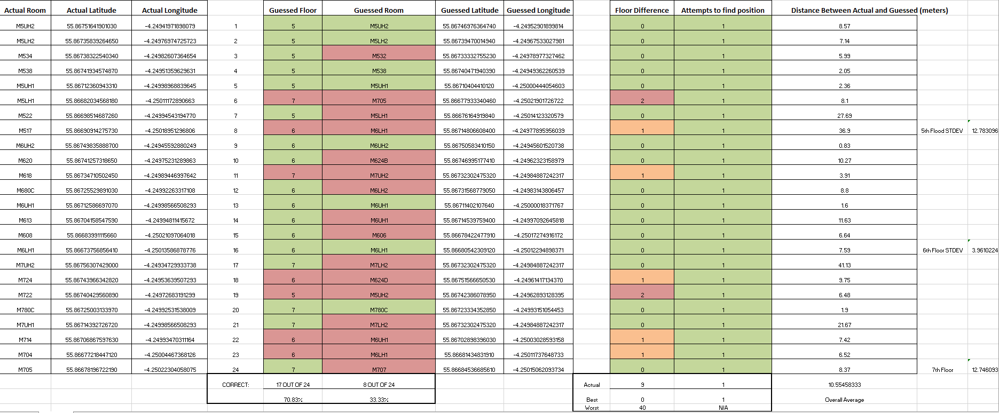 Actual Room Actual Latitude Actual Longitude Guessed Floor Guessed Room Guessed Latitude Guessed Longitude Floor Difference Attempts to find position Distance Between Actual and Guessed (meters)
M5UH2 55.86751641901030 -4.24941971898079 1 5 M5UH2 55.86746976364740 -4.24952901899814 0 1 8.57
M5LH2 55.86735839264650 -4.24976974725723 2 5 M5LH2 55.86739470014940 -4.24967533027981 0 1 7.14
M534 55.86738322540340 -4.24982607364654 3 5 M532 55.86733332755230 -4.24978977327462 0 1 5.99
M538 55.86741934574870 -4.24951359629631 4 5 M538 55.86740471940390 -4.24949362260539 0 1 2.05
M5UH1 55.86712360943310 -4.24998968839645 5 5 M5UH1 55.86710404410120 -4.25000444054603 0 1 2.36
M5LH1 55.86682034568180 -4.25011172890663 6 7 M705 55.86677933340460 -4.25021901726722 2 1 8.1
M522 55.86698514687260 -4.24994543194770 7 5 M5LH1 55.86676164919840 -4.25014123320579 0 1 27.69
M517 55.86690914275730 -4.25018951296806 8 6 M6LH1 55.86714806608400 -4.24977895956039 1 1 36.9 5th Flood STDEV 12.783096
M6UH2 55.86749835888700 -4.24945592880249 9 6 M6UH2 55.86750583410150 -4.24945601520738 0 1 0.83
M620 55.86741257318650 -4.24975231289863 10 6 M624B 55.86746995177410 -4.24962323158979 0 1 10.27
M618 55.86734710502450 -4.24989446997642 11 7 M7UH2 55.86732302475320 -4.24984887242317 1 1 3.91
M680C 55.86725529891030 -4.24992263317108 12 6 M6LH2 55.86731568779050 -4.24983143806457 0 1 8.8
M6UH1 55.86712586697070 -4.24998566508293 13 6 M6UH1 55.86711402107640 -4.25000018371767 0 1 1.6
M613 55.86704158547590 -4.24994811415672 14 6 M6UH1 55.86714539759400 -4.24997092645818 0 1 11.63
M608 55.86683991115660 -4.25021097064018 15 6 M606 55.86678422477910 -4.25017274916172 0 1 6.64
M6LH1 55.86673756856410 -4.25013586878776 16 6 M6LH1 55.86680542309120 -4.25012294898371 0 1 7.59 6th Floor STDEV 3.9610224
M7UH2 55.86756307429000 -4.24934729933738 17 7 M7LH2 55.86732302475320 -4.24984887242317 0 1 41.13
M724 55.86743966342820 -4.24953639507293 18 6 M624D 55.86751566650530 -4.24961417134370 1 1 9.75
M722 55.86740429560890 -4.24972683191299 19 5 M5UH2 55.86742386078950 -4.24962893128395 2 1 6.48
M780C 55.86725003133970 -4.24992531538009 20 7 M780C 55.86723334352850 -4.24993151054453 0 1 1.9
M7UH1 55.86714392726720 -4.24998566508293 21 7 M7LH2 55.86732302475320 -4.24984887242317 0 1 21.67
M714 55.86706867597630 -4.24993470311164 22 6 M6UH1 55.86702898396030 -4.25003028593158 1 1 7.42
M704 55.86677218447120 -4.25004467368126 23 6 M6LH1 55.86681434831910 -4.25011737648733 1 1 6.52
M705 55.86678196722190 -4.25022304058075 24 7 M707 55.86684536685610 -4.25015062093734 0 1 8.37 7th Floor 12.746093
CORRECT: 17 OUT OF 24 8 OUT OF 24 Actual 9 1 10.55458333
70.83% 33.33% Best 0 1 Overall Average
Worst 40 N/A